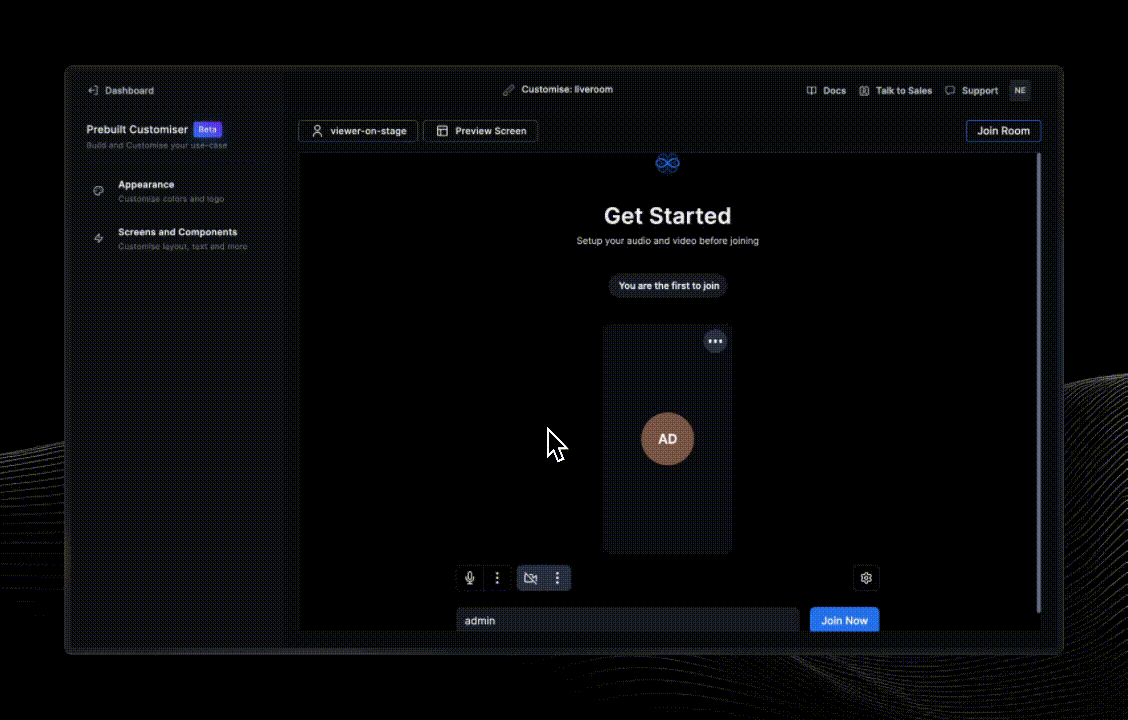 Dashboard
Customise: liveroom
Docs
Talk to Sales
Support
NE
Prebuilt Customiser Beta
Build and Customise your use-case
viewer-on-stage
Preview Screen
Join Room
Appearance
Customise colors and logo
Screens and Components
Customise layout, text and more
Get Started
Setup your audio and video before joining
You are the first to join
AD
admin
Join Now